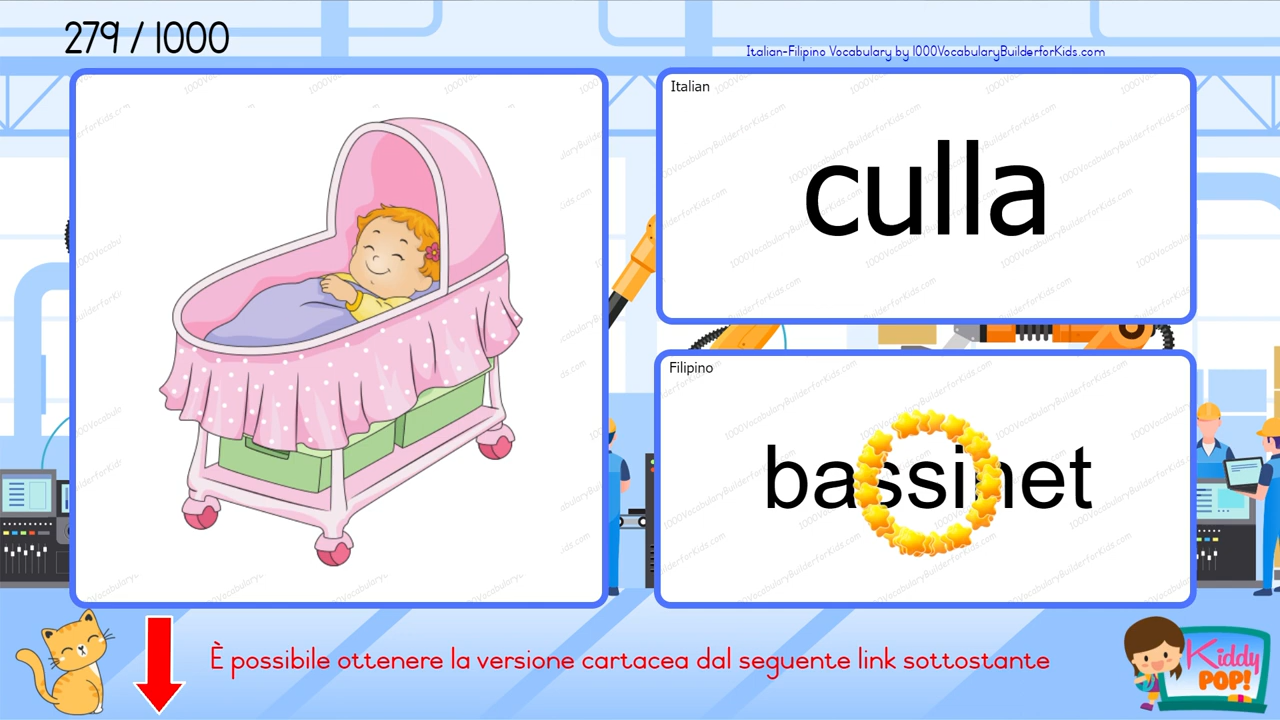 279 / 1000
Italian-Filipino Vocabulary by 1000VocabularyBuilderforKids.com
Italian
culla
Filipino
bassinet
È possibile ottenere la versione cartacea dal seguente link sottostante
Kiddy
POP!